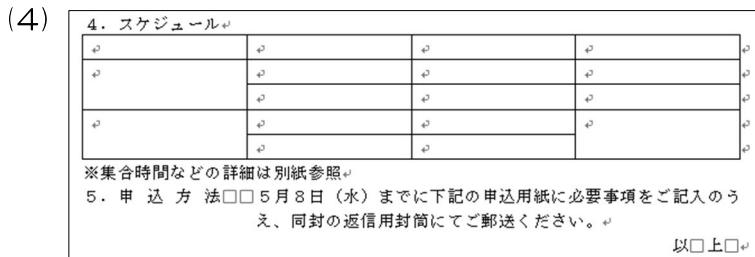 (4)
4．スケジュール
※集合時間などの詳細は別紙参照
5．申 込 方 法□□5月8日（水）までに下記の申込用紙に必要事項をご記入のう
え、同封の返信用封筒にてご郵送ください。
以□上□